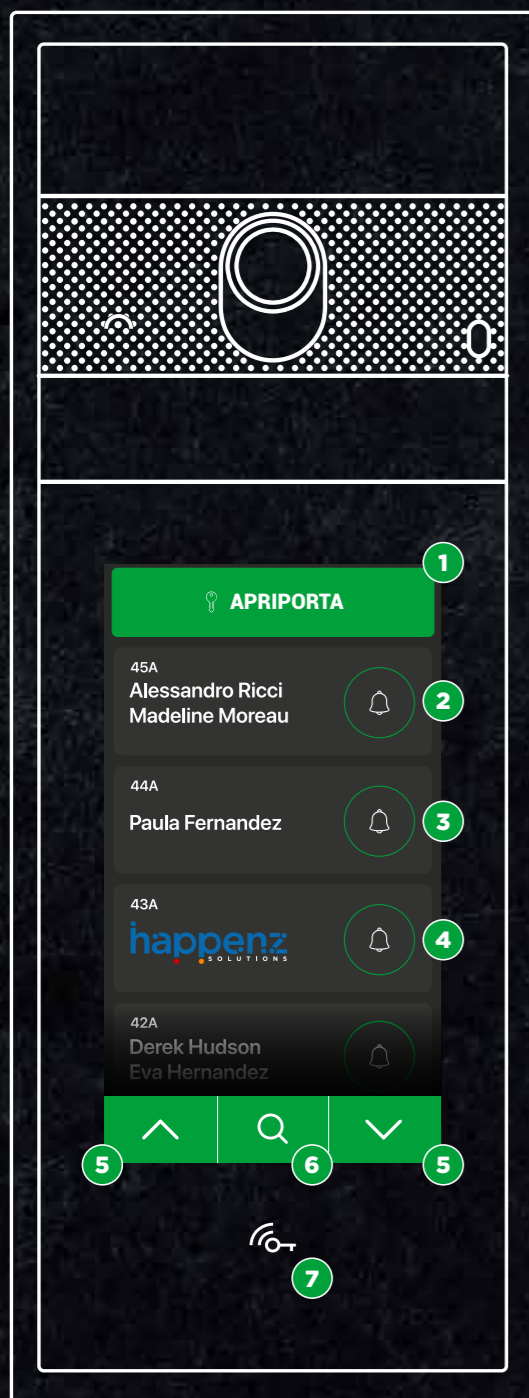 1
APRIPORTA
45A
Alessandro Ricci
Madeline Moreau
2
44A
Paula Fernandez
3
43A
happenz
SOLUTIONS
4
42A
Derek Hudson
Eva Hernandez
5
6
5
7